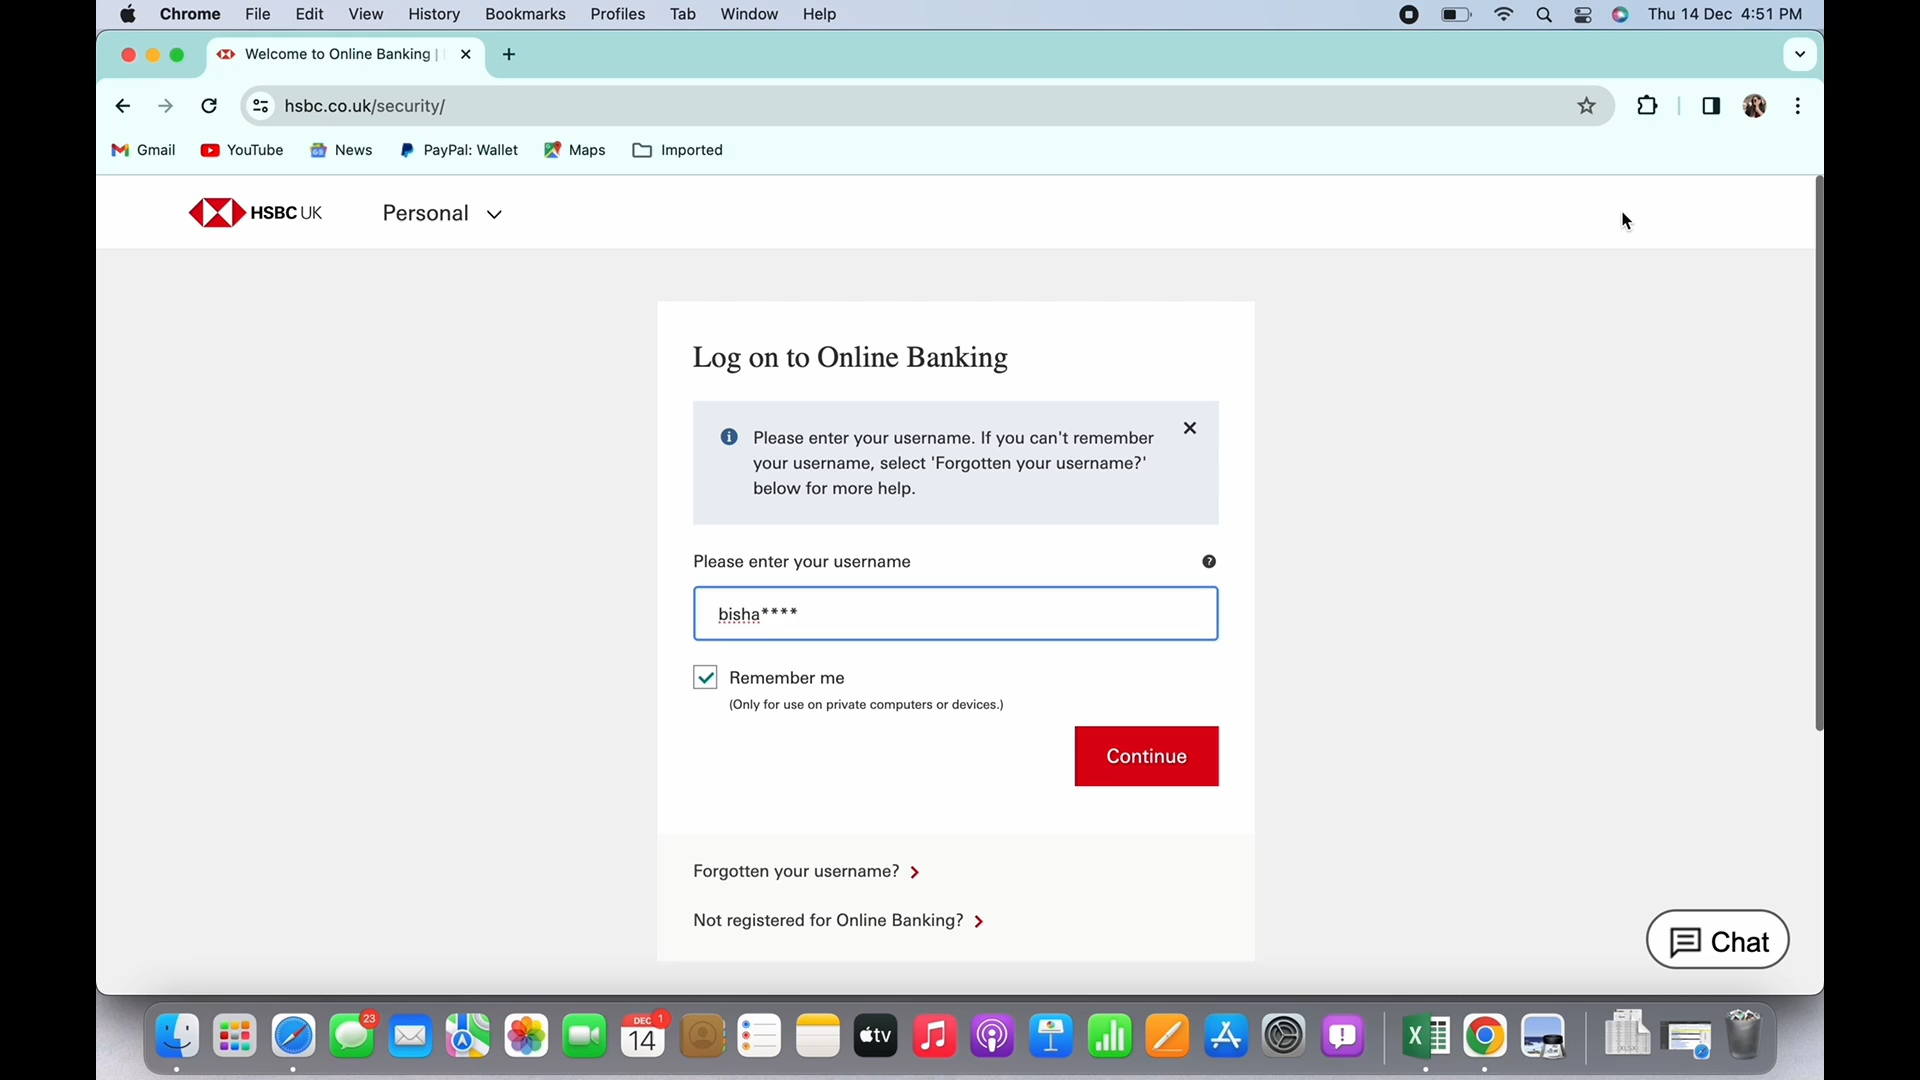 Chrome File Edit View History Bookmarks Profiles Tab Window Help Thu 14 Dec 4:51 PM
Welcome to Online Banking |
hsbc.co.uk/security/
Gmail YouTube News PayPal: Wallet Maps Imported
HSBC UK Personal
Log on to Online Banking
Please enter your username. If you can't remember
your username, select 'Forgotten your username?'
below for more help.
Please enter your username
bisha****
Remember me
(Only for use on private computers or devices.)
Continue
Forgotten your username?
Not registered for Online Banking?
Chat
23
DEC 1
14
tv
XLSX